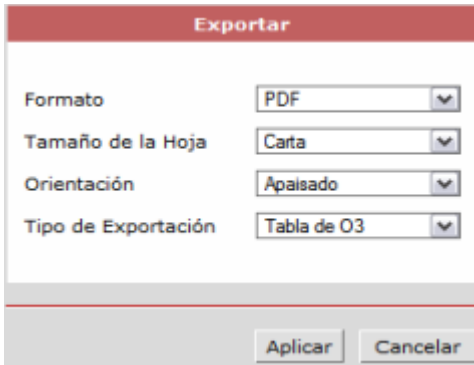 Exportar
Formato PDF
Tamaño de la Hoja Carta
Orientación Apaisado
Tipo de Exportación Tabla de O3
Aplicar Cancelar